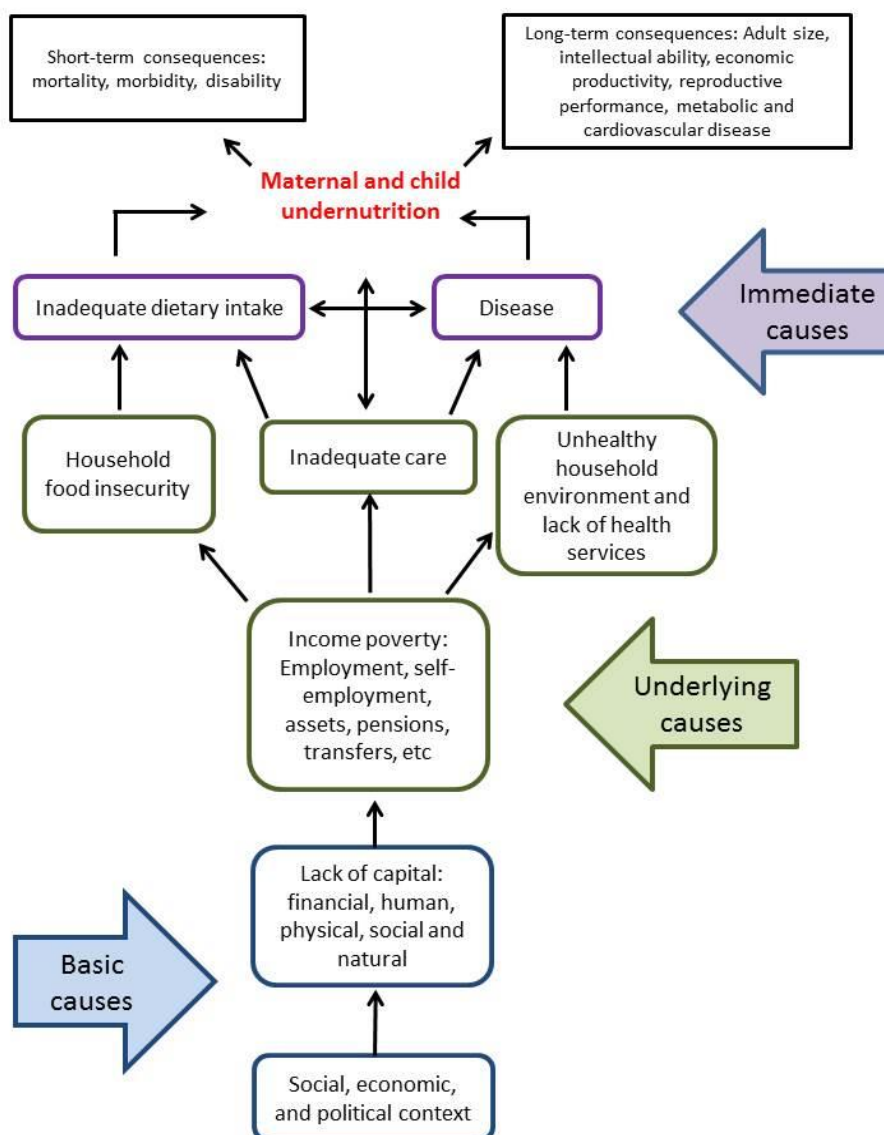 Short-term consequences:
mortality, morbidity, disability
Long-term consequences: Adult size,
intellectual ability, economic
productivity, reproductive
performance, metabolic and
cardiovascular disease
Maternal and child
undernutrition
Inadequate dietary intake
Disease
Immediate
causes
Household
food insecurity
Inadequate care
Unhealthy
household
environment and
lack of health
services
Income poverty:
Employment, self-
employment,
assets, pensions,
transfers, etc
Underlying
causes
Lack of capital:
financial, human,
physical, social and
natural
Basic
causes
Social, economic,
and political context